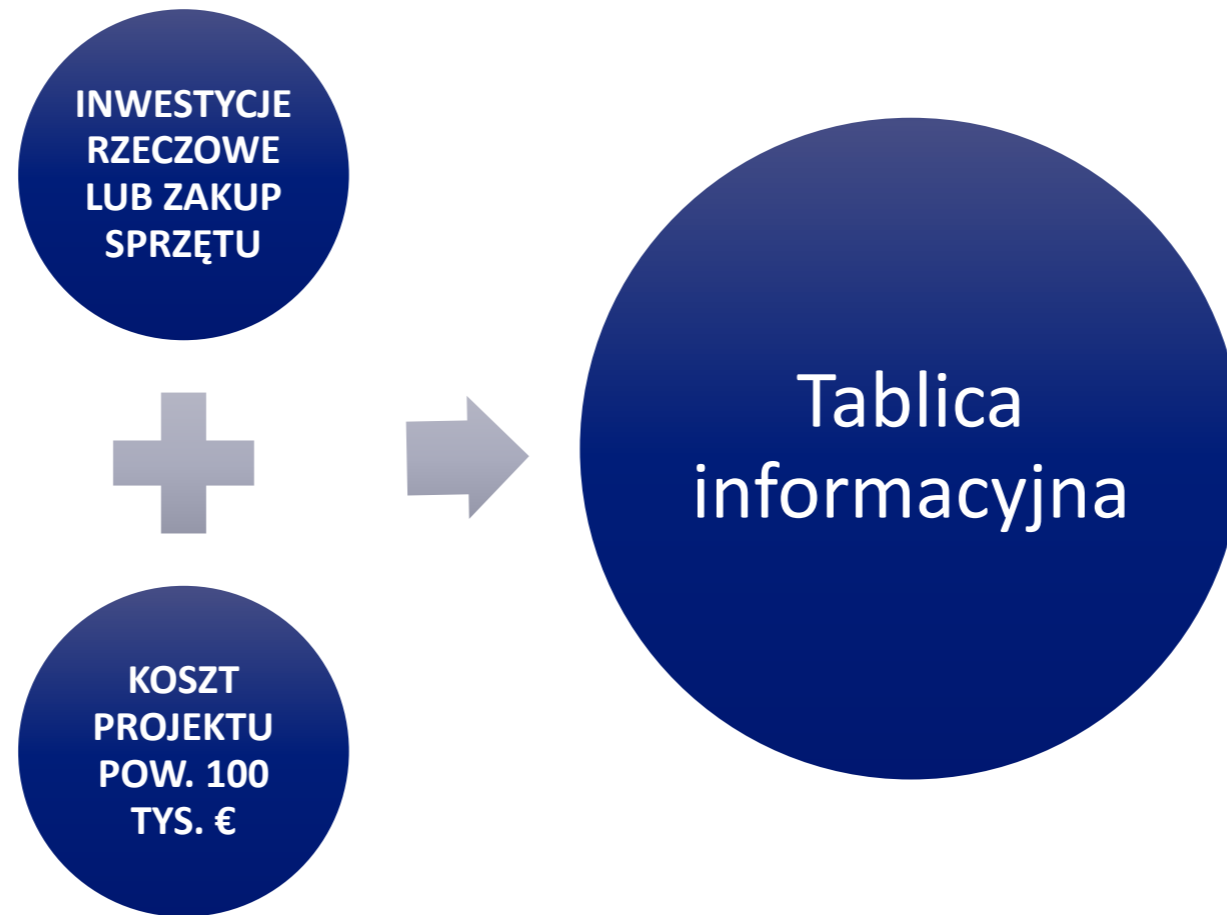 INWESTYCJE
RZECZOWE
LUB ZAKUP
SPRZĘTU
KOSZT
PROJEKTU
POW. 100
TYS. €
Tablica
informacyjna